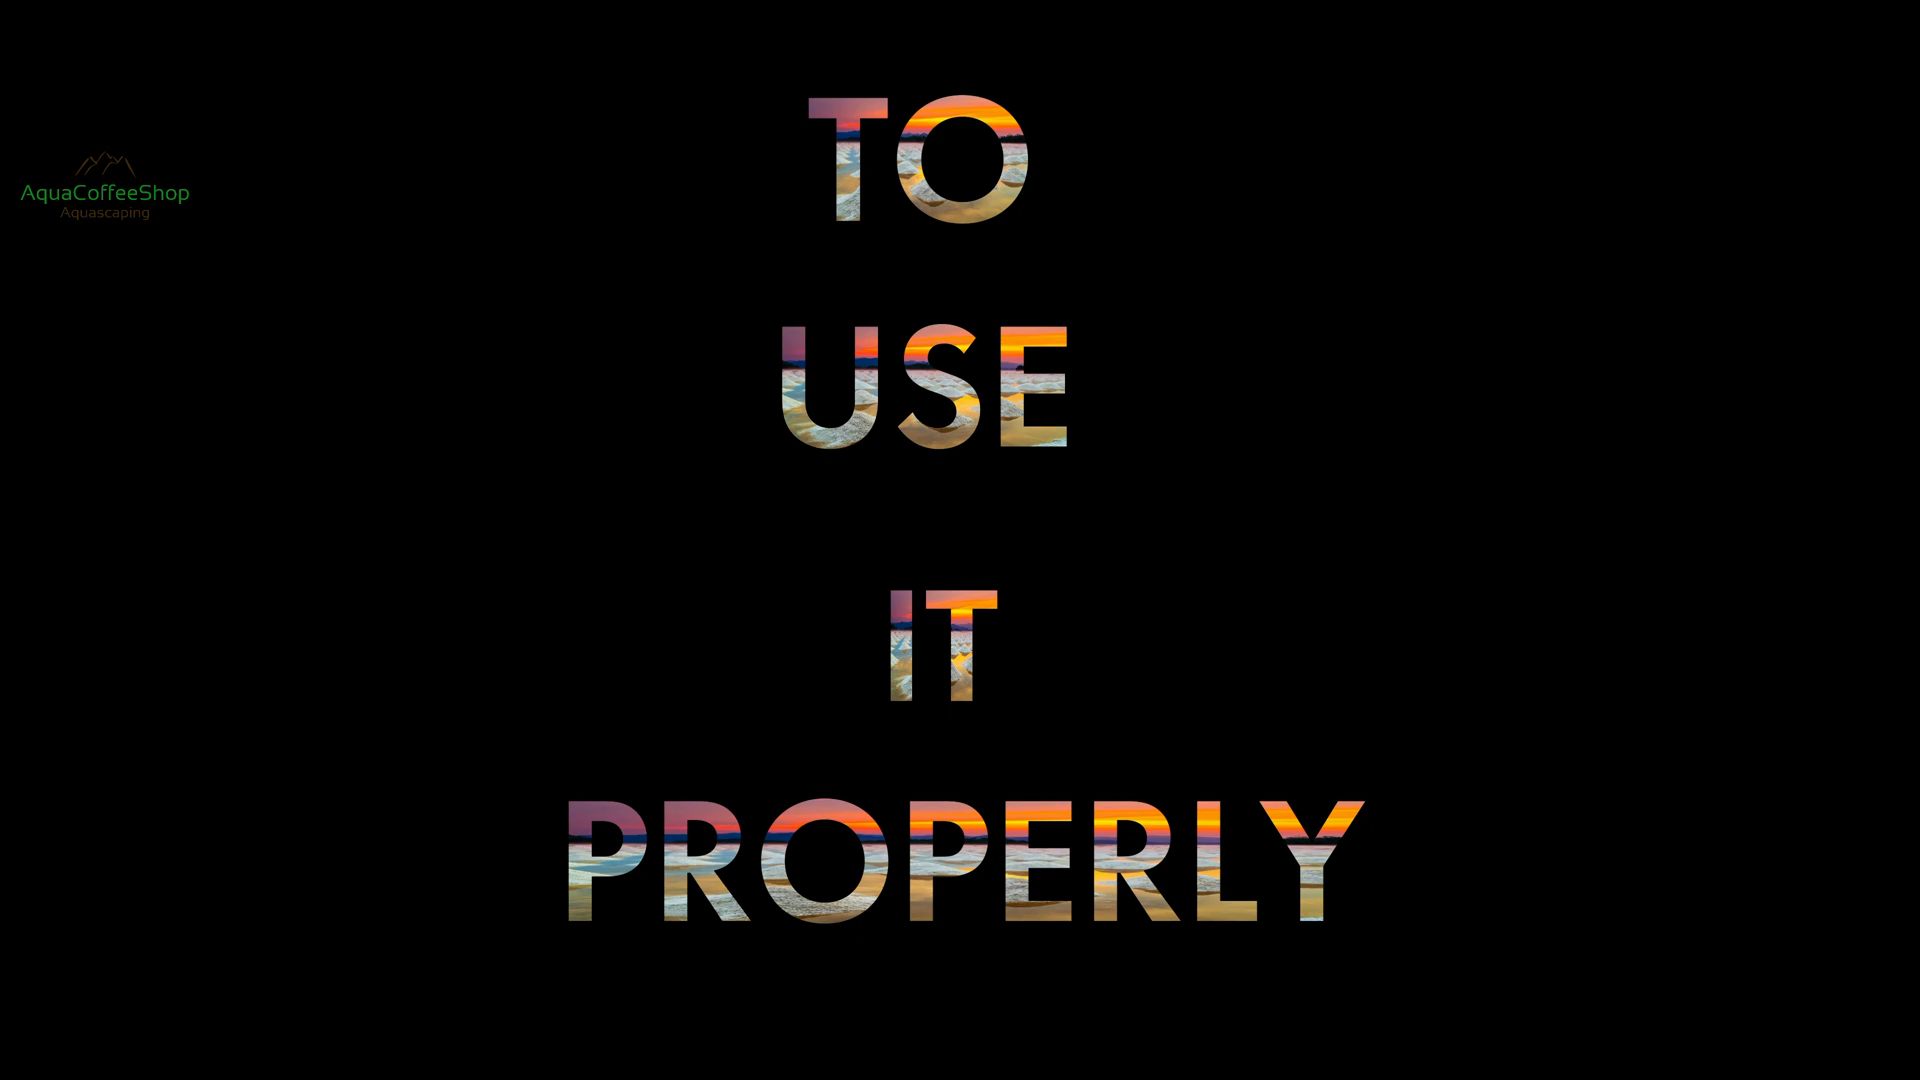 TO
AquaCoffeeShop
Aquascaping
USE
IT
PROPERLY